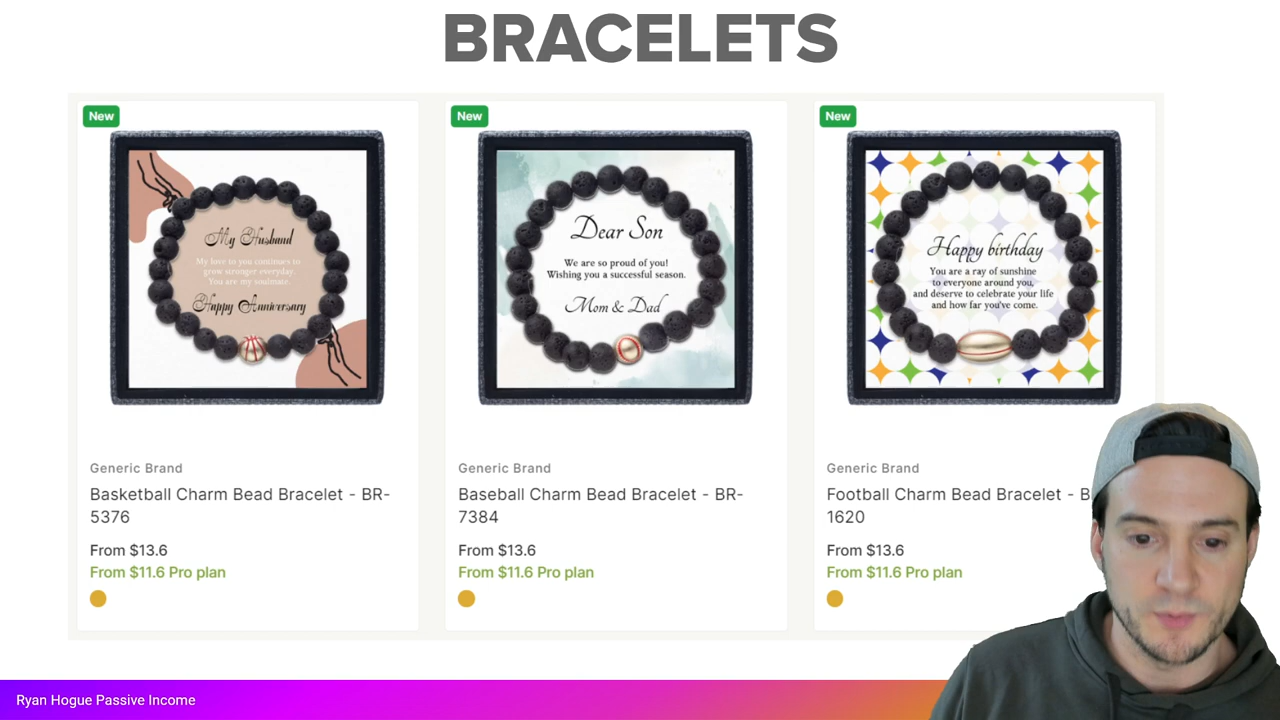 BRACELETS
New
My Husband
My love to you continues to
grow stronger everyday.
You are my soulmate.
Happy Anniversary
Generic Brand
Basketball Charm Bead Bracelet - BR-
5376
From $13.6
From $11.6 Pro plan
New
Dear Son
We are so proud of you!
Wishing you a successful season.
Mom & Dad
Generic Brand
Baseball Charm Bead Bracelet - BR-
7384
From $13.6
From $11.6 Pro plan
New
Happy birthday
You are a ray of sunshine
to everyone around you,
and deserve to celebrate your life
and how far you've come.
Generic Brand
Football Charm Bead Bracelet - B
1620
From $13.6
From $11.6 Pro plan
Ryan Hogue Passive Income